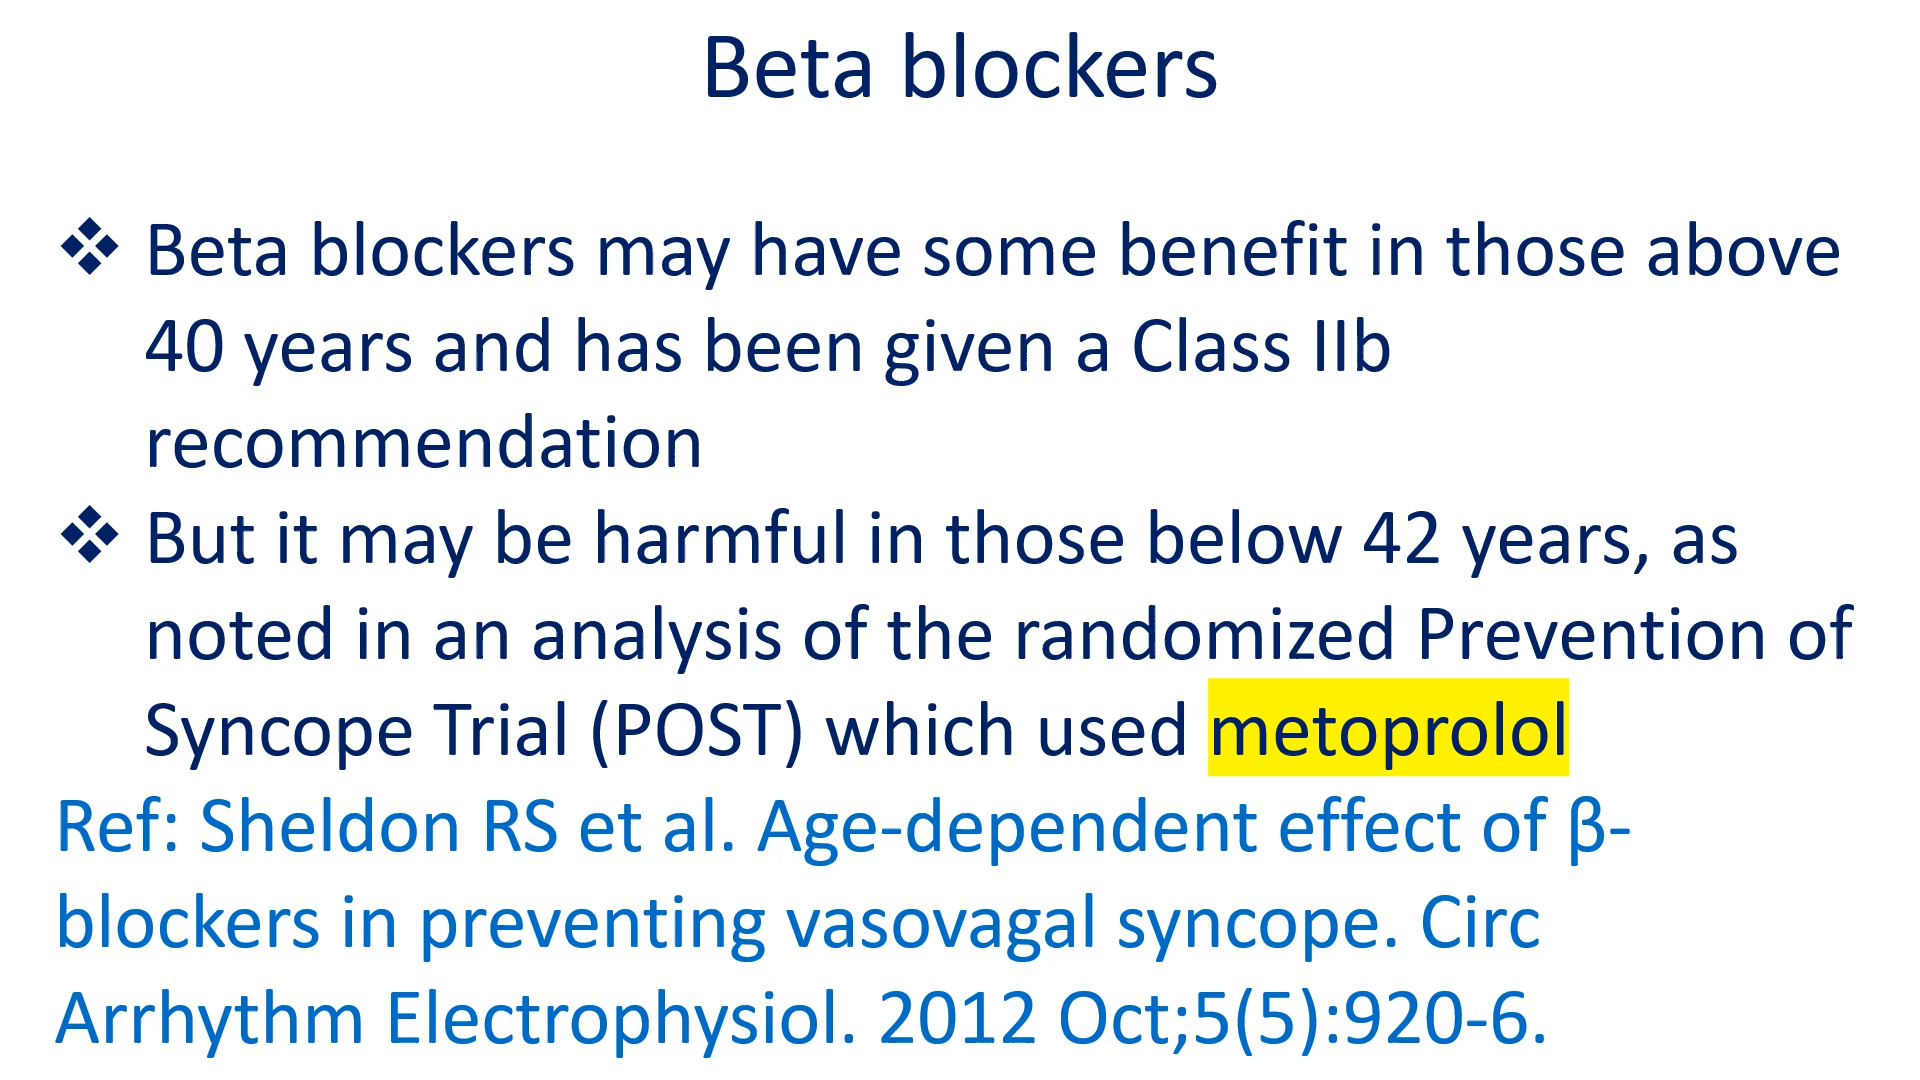 Beta blockers
❖ Beta blockers may have some benefit in those above
40 years and has been given a Class IIb
recommendation
❖ But it may be harmful in those below 42 years, as
noted in an analysis of the randomized Prevention of
Syncope Trial (POST) which used metoprolol
Ref: Sheldon RS et al. Age-dependent effect of β-
blockers in preventing vasovagal syncope. Circ
Arrhythm Electrophysiol. 2012 Oct;5(5):920-6.